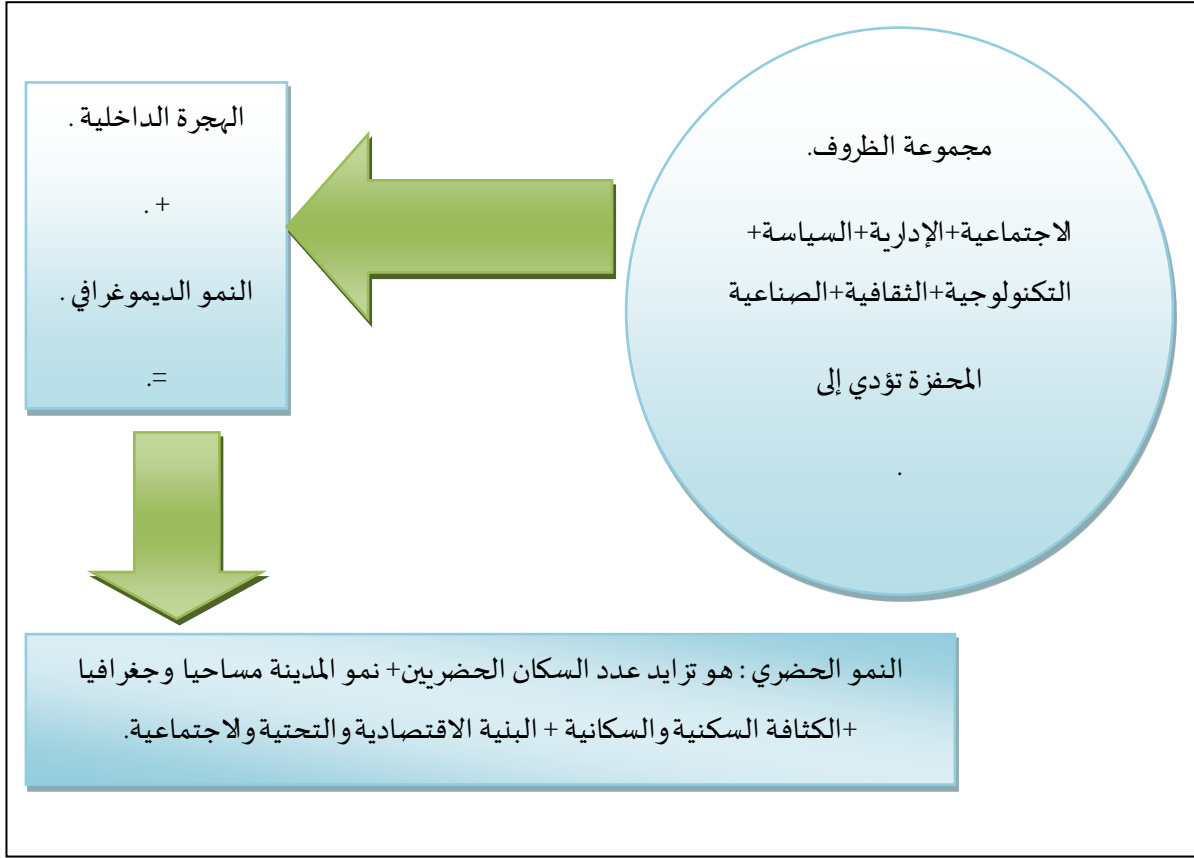 مجموعة الظروف.
الاجتماعية+الإدارية+السياسة+
التكنولوجية+الثقافية+الصناعية
المحفزة تؤدي إلى
.
الهجرة الداخلية .
+ .
النمو الديموغرافي .
=.
النمو الحضري : هو تزايد عدد السكان الحضريين+ نمو المدينة مساحيا وجغرافيا
+الكثافة السكنية والسكانية + البنية الاقتصادية والتحتية والاجتماعية.